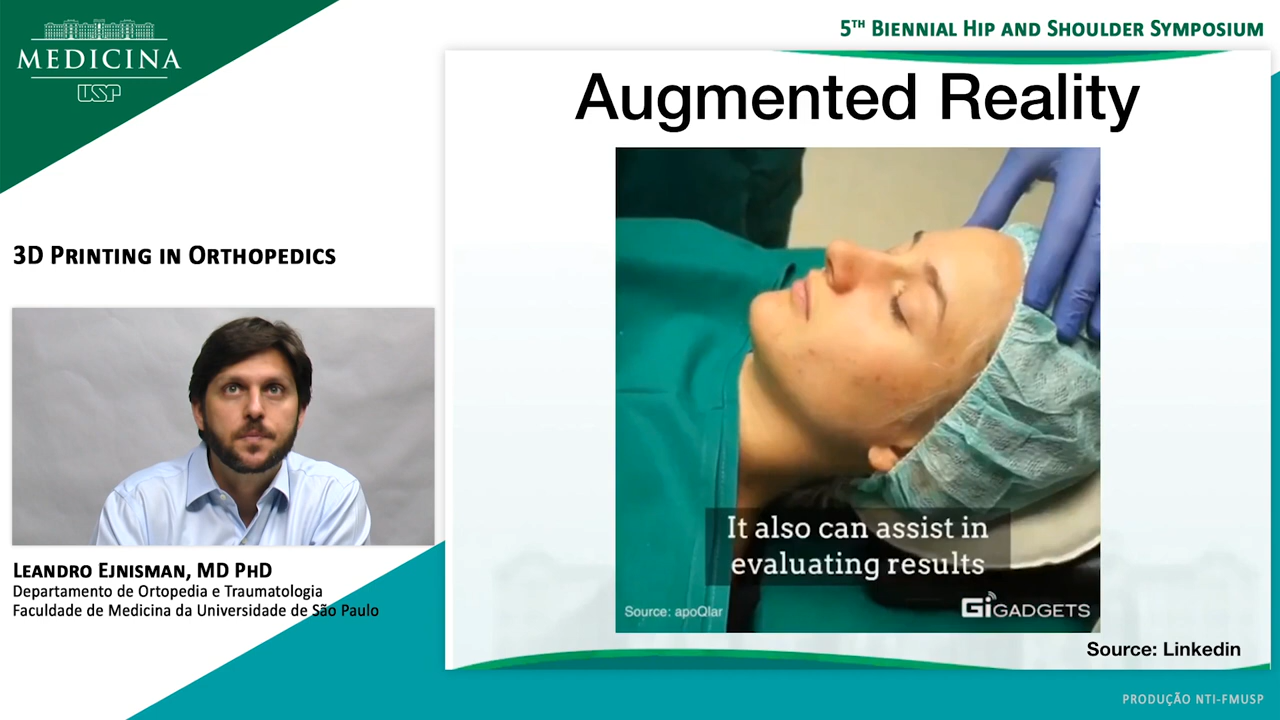 MEDICINA
USP
5TH BIENNIAL HIP AND SHOULDER SYMPOSIUM
Augmented Reality
3D PRINTING IN ORTHOPEDICS
It also can assist in
evaluating results
Source: apoQlar
GiGADGETS
Source: Linkedin
LEANDRO EJNISMAN, MD PHD
Departamento de Ortopedia e Traumatologia
Faculdade de Medicina da Universidade de São Paulo
PRODUÇÃO NTI-FMUSP